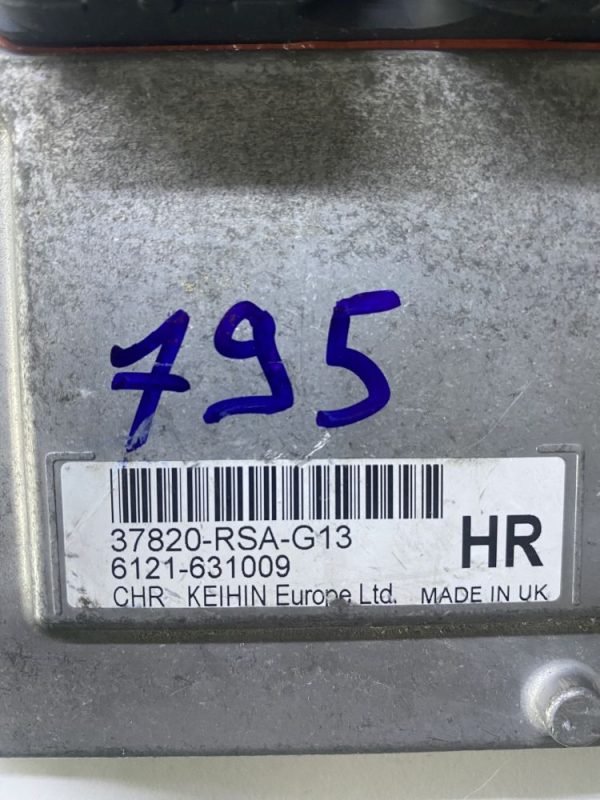 795
37820-RSA-G13
6121-631009
HR
CHR KEIHIN Europe Ltd. MADE IN UK